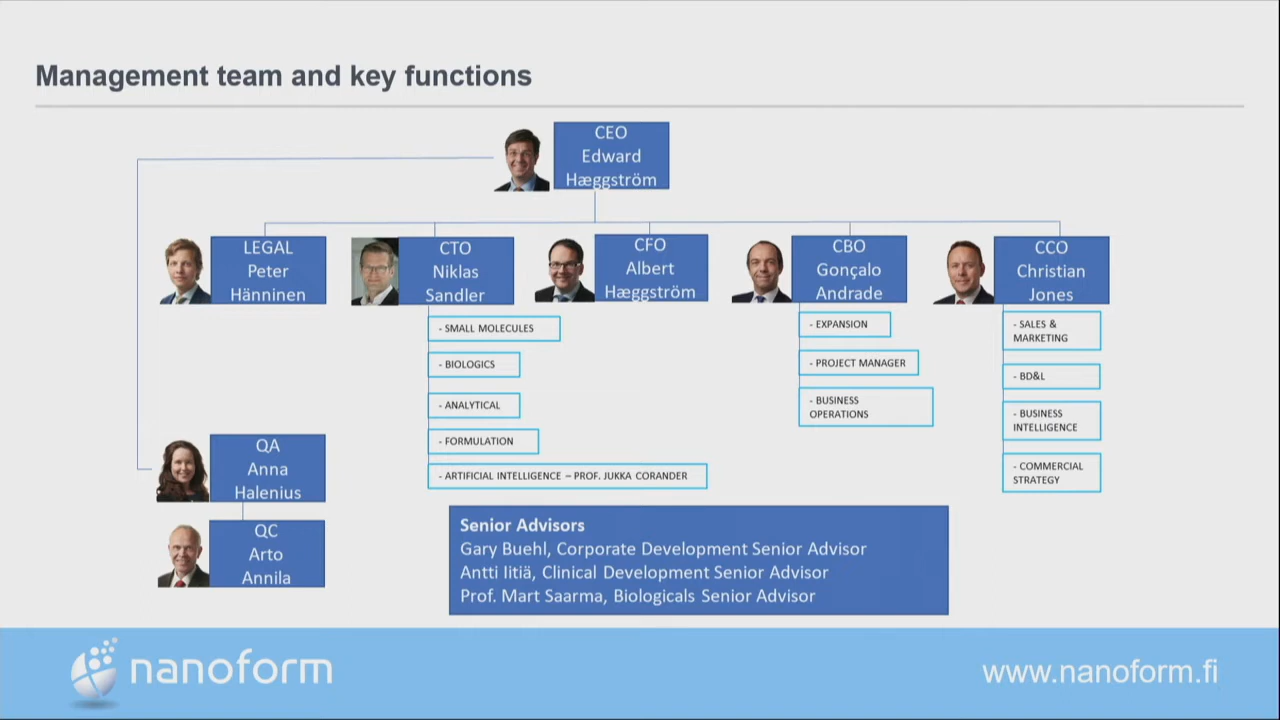 Management team and key functions
CEO
Edward
Hæggström
LEGAL
Peter
Hänninen
CTO
Niklas
Sandler
CFO
Albert
Hæggström
CBO
Gonçalo
Andrade
CCO
Christian
Jones
- SMALL MOLECULES
- BIOLOGICS
- ANALYTICAL
- FORMULATION
- ARTIFICIAL INTELLIGENCE – PROF. JUKKA CORANDER
- EXPANSION
- PROJECT MANAGER
- BUSINESS
OPERATIONS
- SALES &
MARKETING
- BD&L
- BUSINESS
INTELLIGENCE
- COMMERCIAL
STRATEGY
QA
Anna
Halenius
QC
Arto
Annila
Senior Advisors
Gary Buehl, Corporate Development Senior Advisor
Antti Iitiä, Clinical Development Senior Advisor
Prof. Mart Saarma, Biologicals Senior Advisor
nanoform
www.nanoform.fi